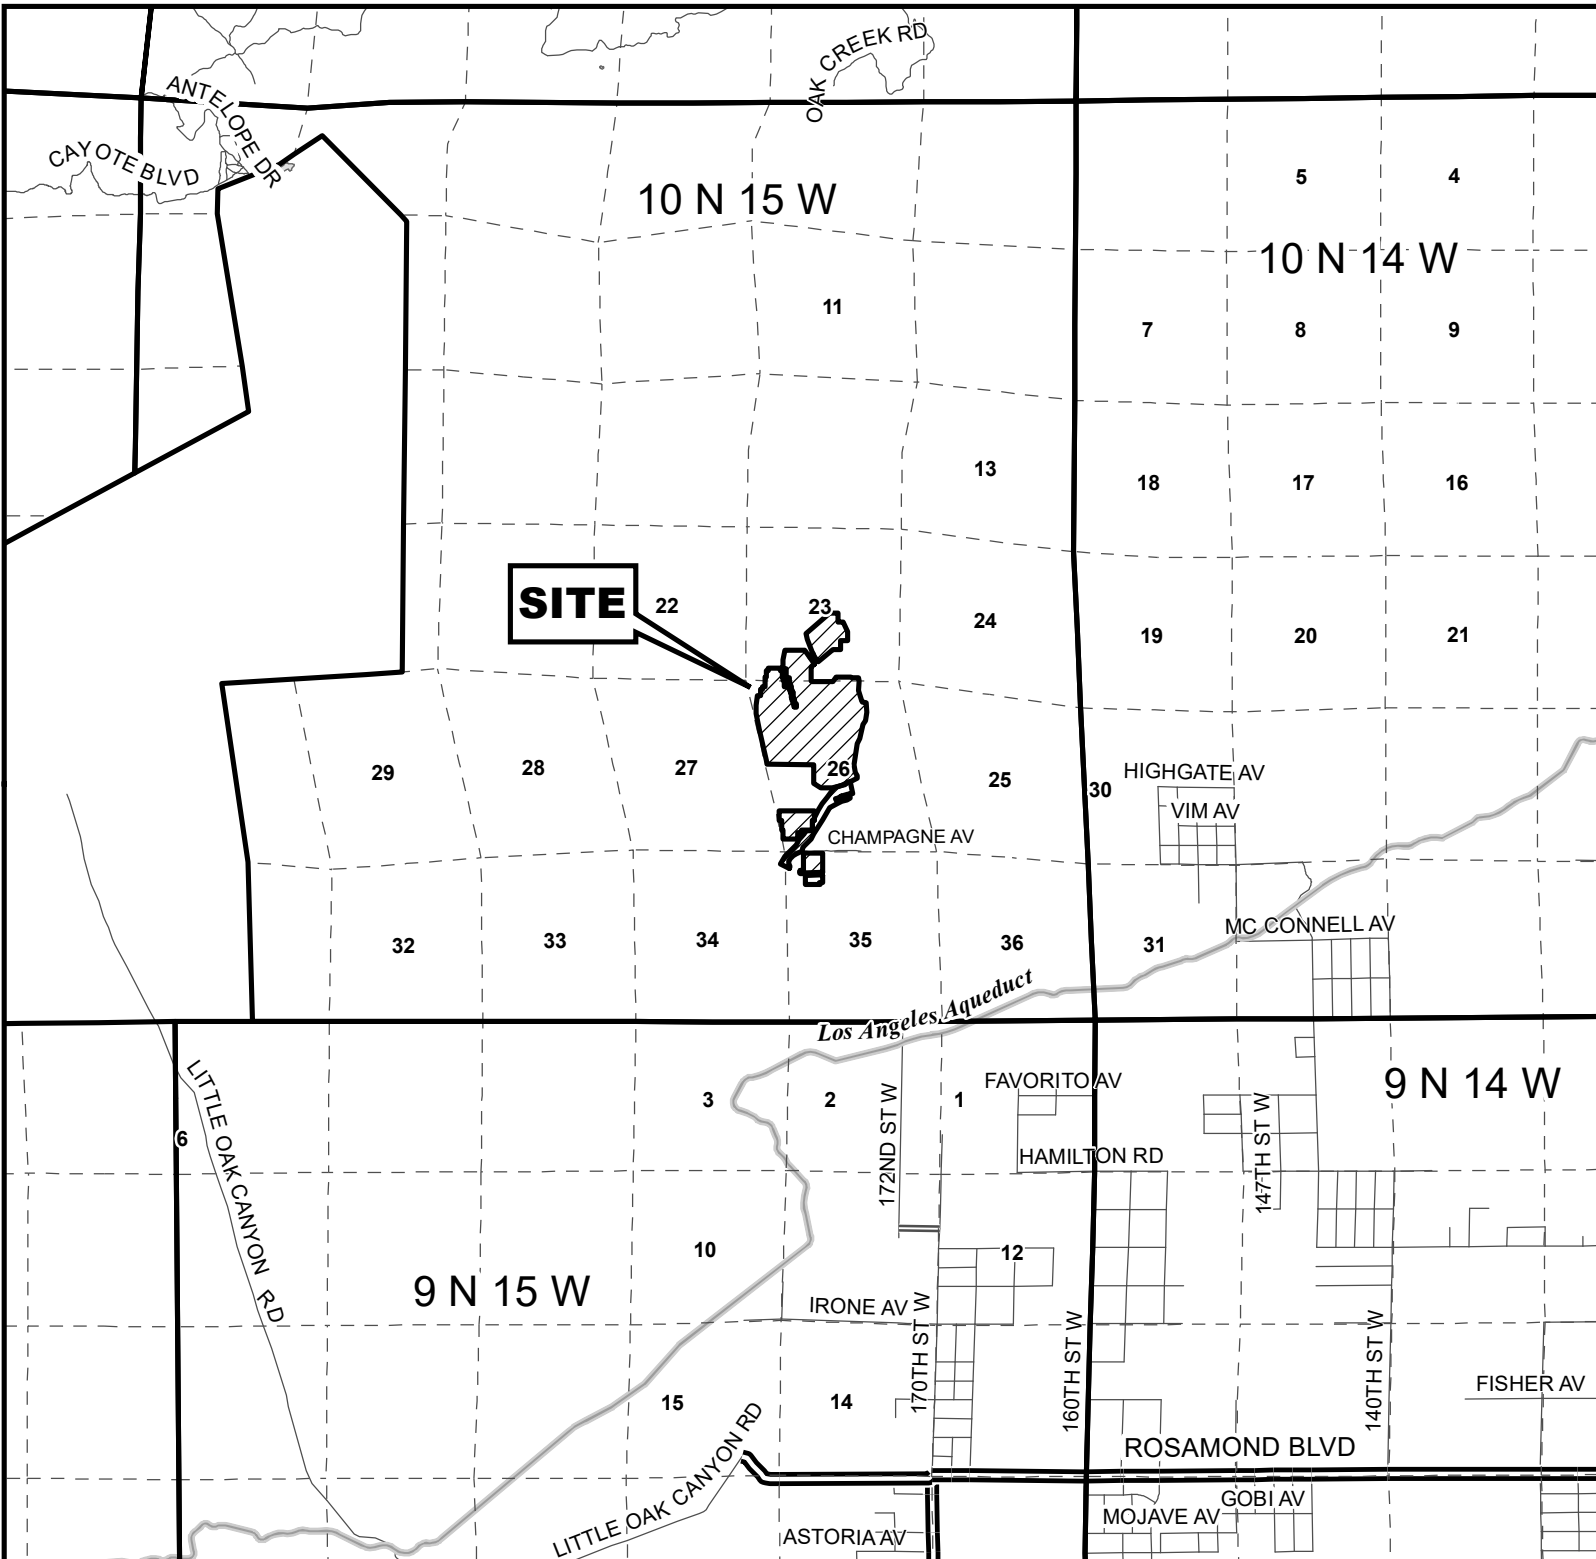 OAK CREEK RD
ANTELOPE DR
CAYOTE BLVD
10 N 15 W
5
4
10 N 14 W
11
7
8
9
13
18
17
16
SITE
22
23
24
19
20
21
29
28
27
26
25
30
HIGHGATE AV
VIM AV
CHAMPAGNE AV
32
33
34
35
36
31
MC CONNELL AV
Los Angeles Aqueduct
LITTLE OAK CANYON RD
6
3
2
172ND ST W
1
FAVORITO AV
9 N 14 W
HAMILTON RD
147TH ST W
10
12
9 N 15 W
IRONE AV
170TH ST W
160TH ST W
140TH ST W
FISHER AV
15
14
LITTLE OAK CANYON RD
ROSAMOND BLVD
GOBI AV
MOJAVE AV
ASTORIA AV